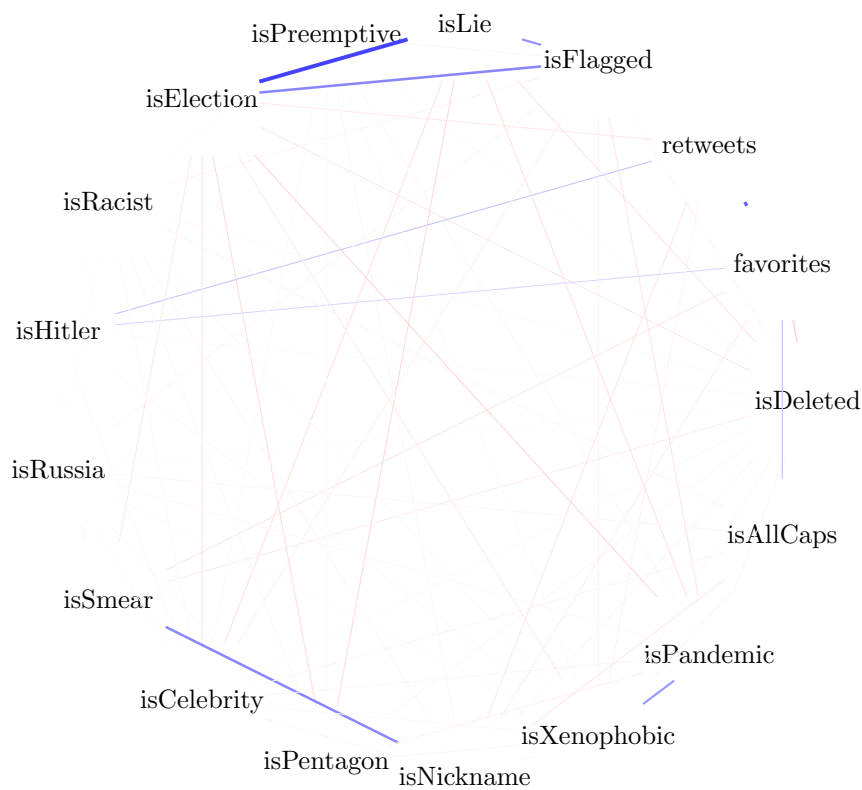 isLie
isPreemptive
isFlagged
isElection
retweets
isRacist
favorites
isHitler
isDeleted
isRussia
isAllCaps
isSmear
isPandemic
isCelebrity
isXenophobic
isPentagon
isNickname